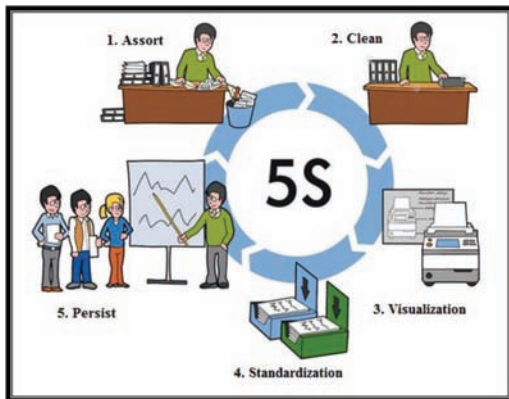 1. Assort
2. Clean
5S
3. Visualization
4. Standardization
5. Persist